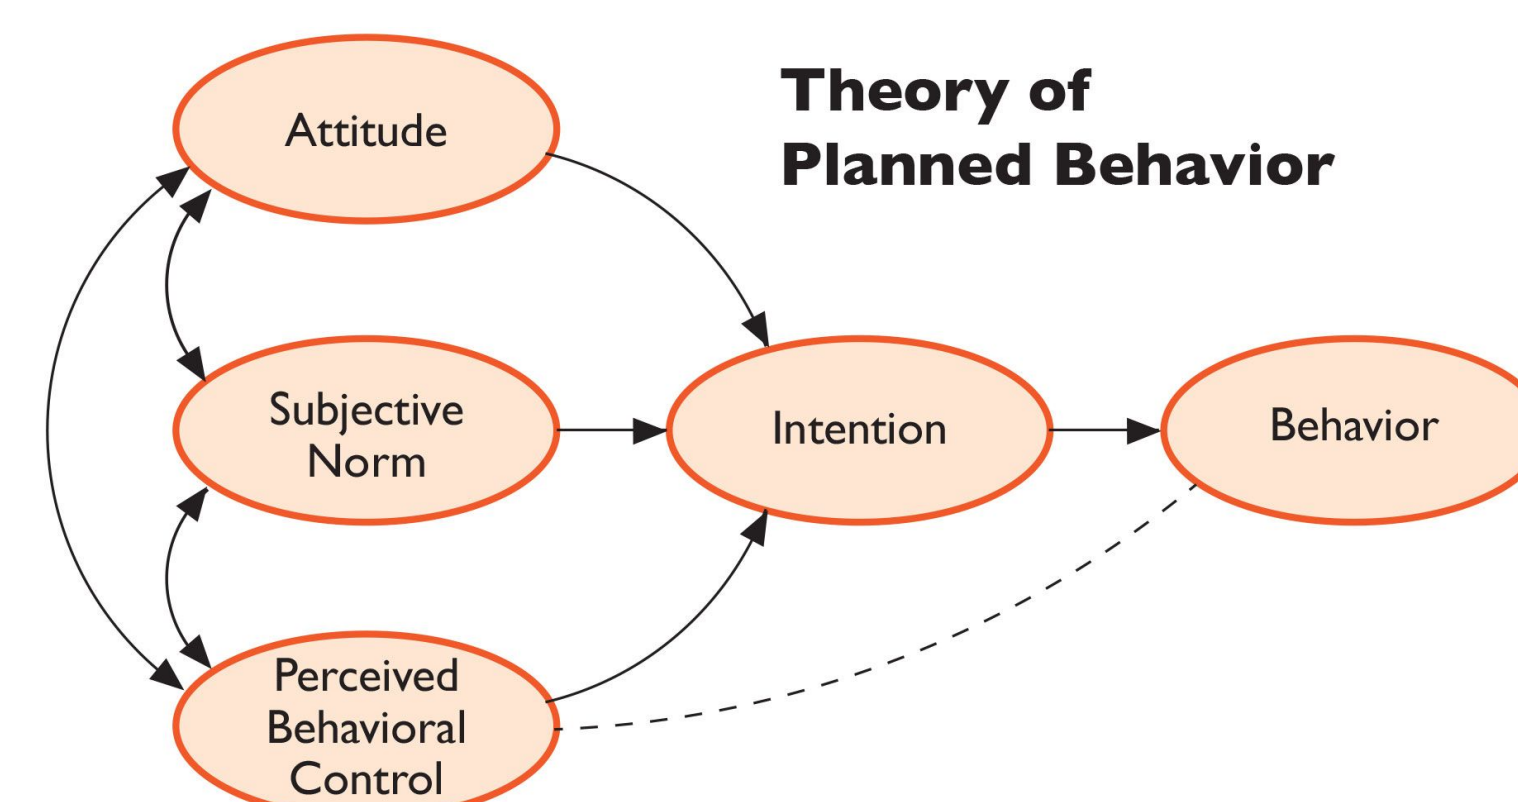 Theory of
Planned Behavior
Attitude
Subjective
Norm
Intention
Behavior
Perceived
Behavioral
Control